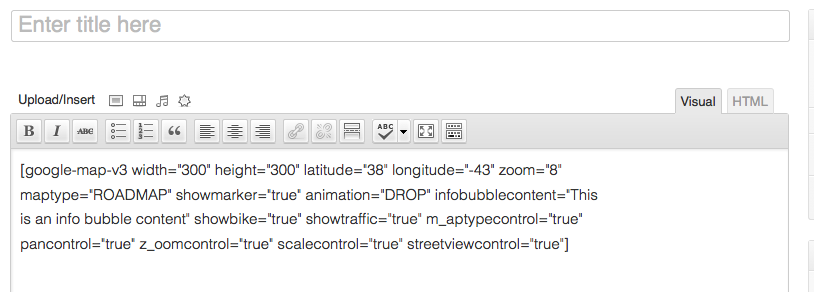 Enter title here
Upload/Insert
Visual HTML
B I ABC ABC
[google-map-v3 width="300" height="300" latitude="38" longitude="-43" zoom="8"
maptype="ROADMAP" showmarker="true" animation="DROP" infobubblecontent="This
is an info bubble content" showbike="true" showtraffic="true" m_aptypecontrol="true"
pancontrol="true" z_oomcontrol="true" scalecontrol="true" streetviewcontrol="true"]